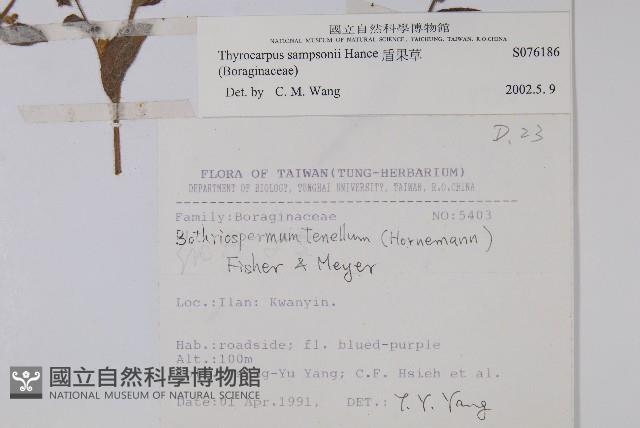 國立自然科學博物館
NATIONAL MUSEUM OF NATURAL SCIENCE, TAICHUNG, TAIWAN, R.O.CHINA
Thyrocarpus sampsonii Hance 盾果草 S076186
(Boraginaceae)
Det. by C. M. Wang 2002.5.9
D. 23
FLORA OF TAIWAN(TUNG-HERBARIUM)
DEPARTMENT OF BIOLOGY, TUNGHAI UNIVERSITY, TAIWAN, R.O.CHINA
Family:Boraginaceae NO:5403
Bothriospermum tenellum (Hornemann)
Fisher & Meyer
Loc.:Ilan: Kwanyin.
Hab.:roadside; fl. blued-purple
Alt.:100m
-Yu Yang; C.F. Hsieh et al.
Date:01 Apr.1991, DET.: T. Y. Yang
國立自然科學博物館
NATIONAL MUSEUM OF NATURAL SCIENCE